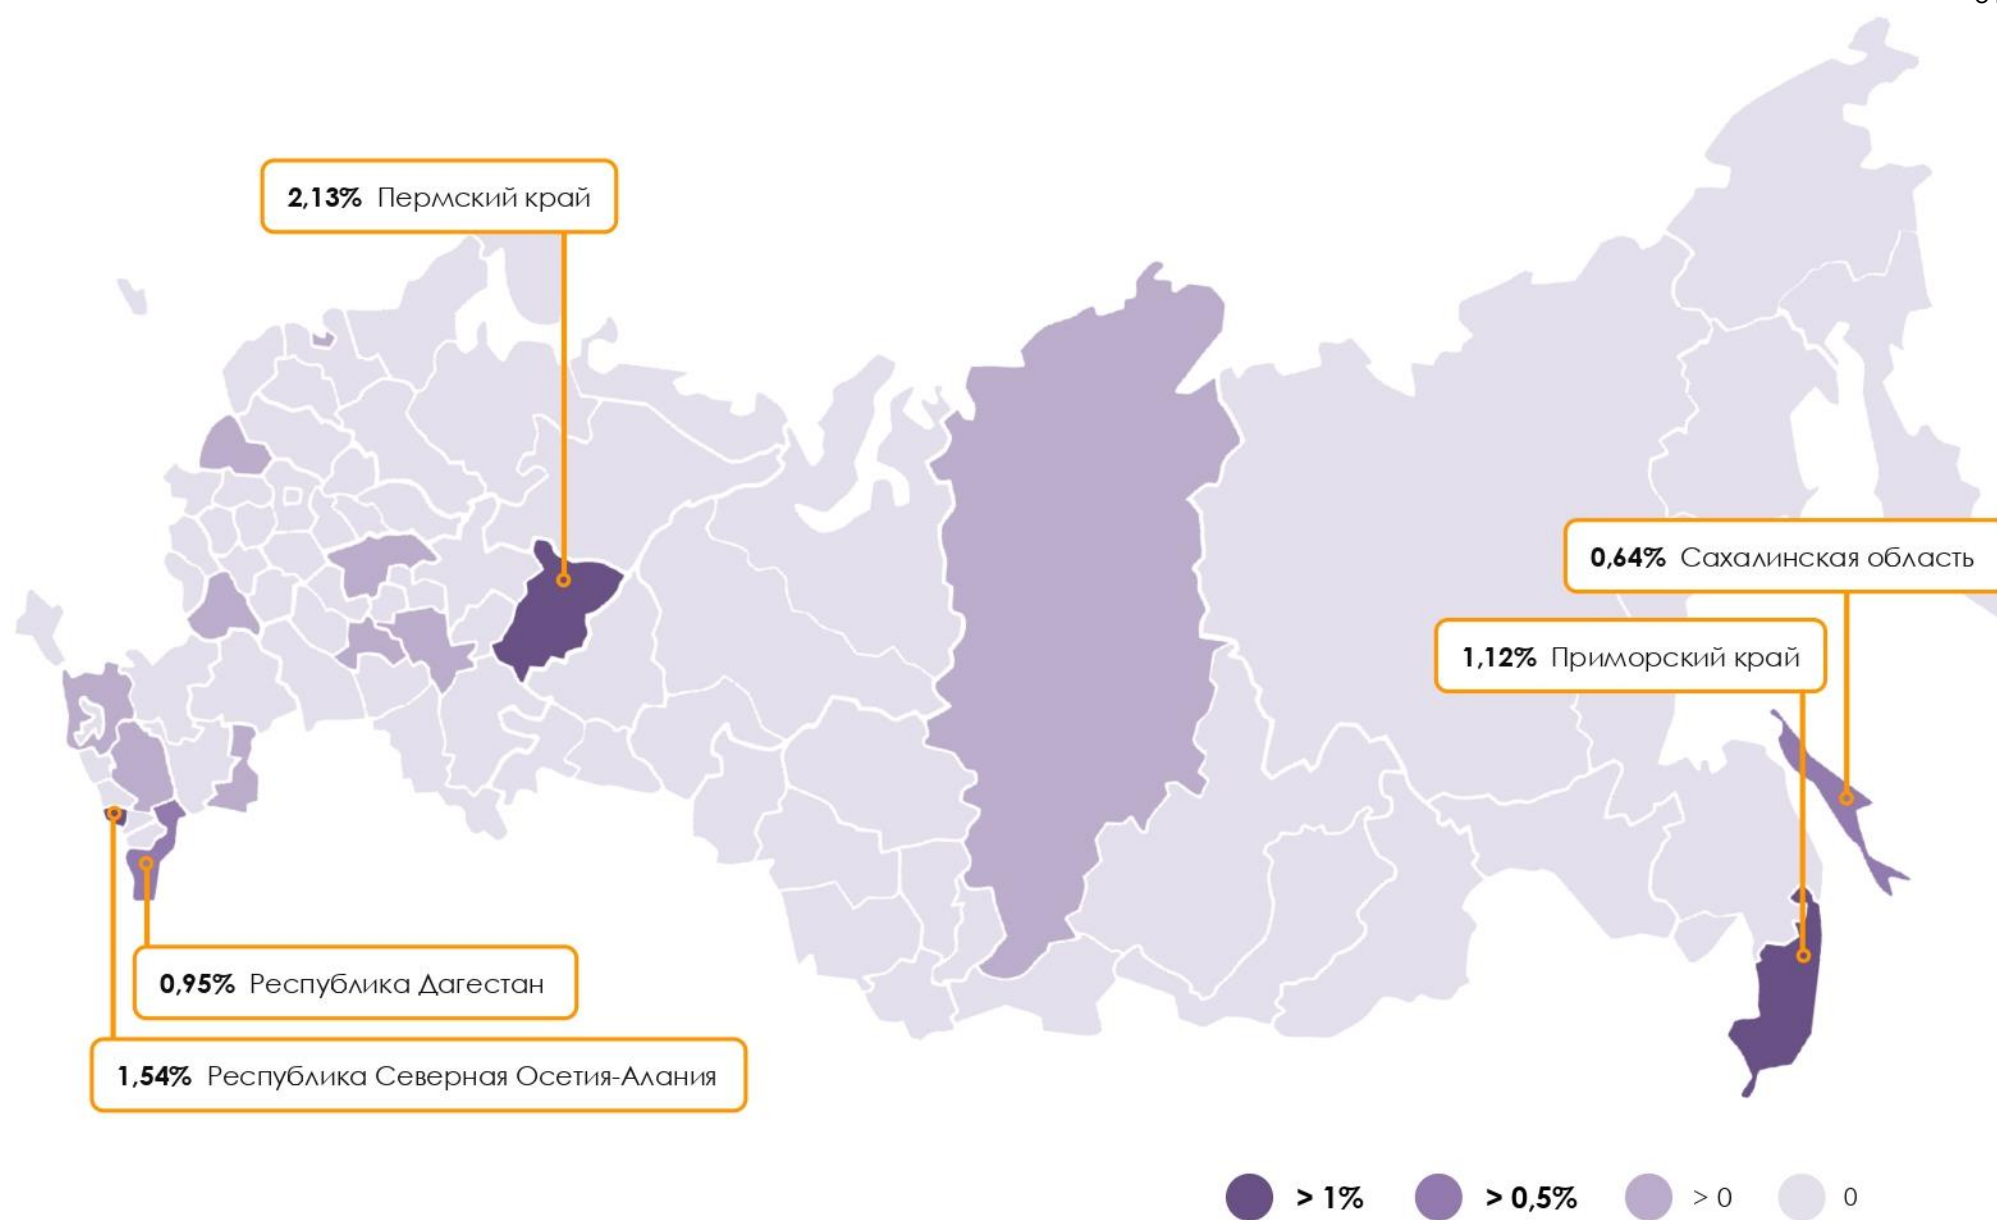 2,13% Пермский край
0,64% Сахалинская область
1,12% Приморский край
0,95% Республика Дагестан
1,54% Республика Северная Осетия-Алания
> 1% > 0,5% > 0 0